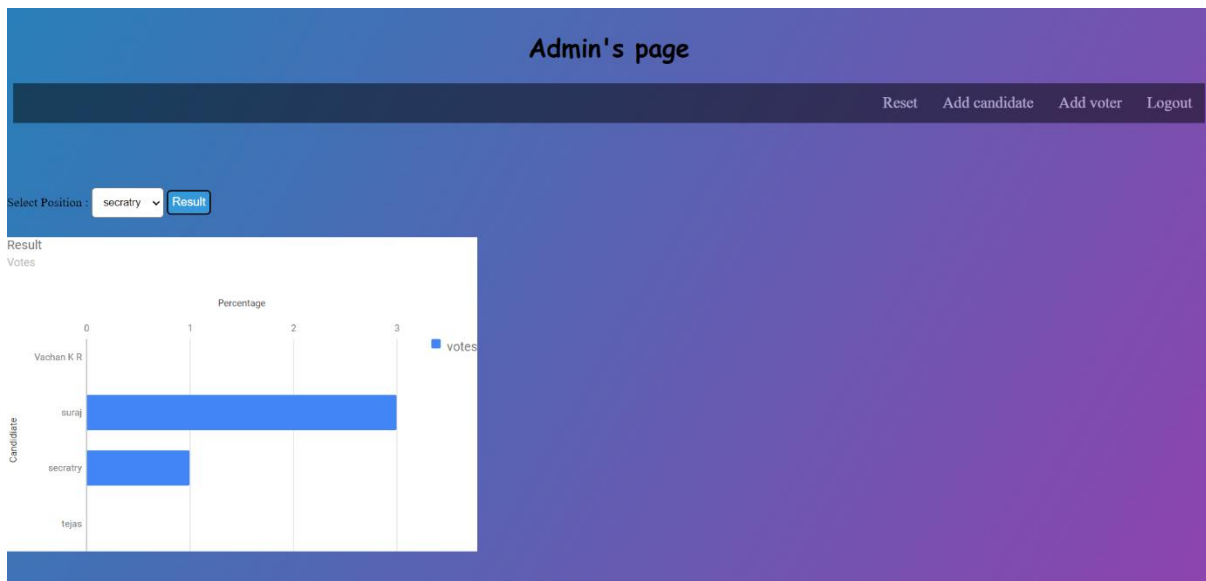 Admin's page
Reset Add candidate Add voter Logout
Select Position : secratry Result
Result
Votes
Percentage
0 1 2 3
votes
Vachan K R
suraj
Candidiate
secratry
tejas